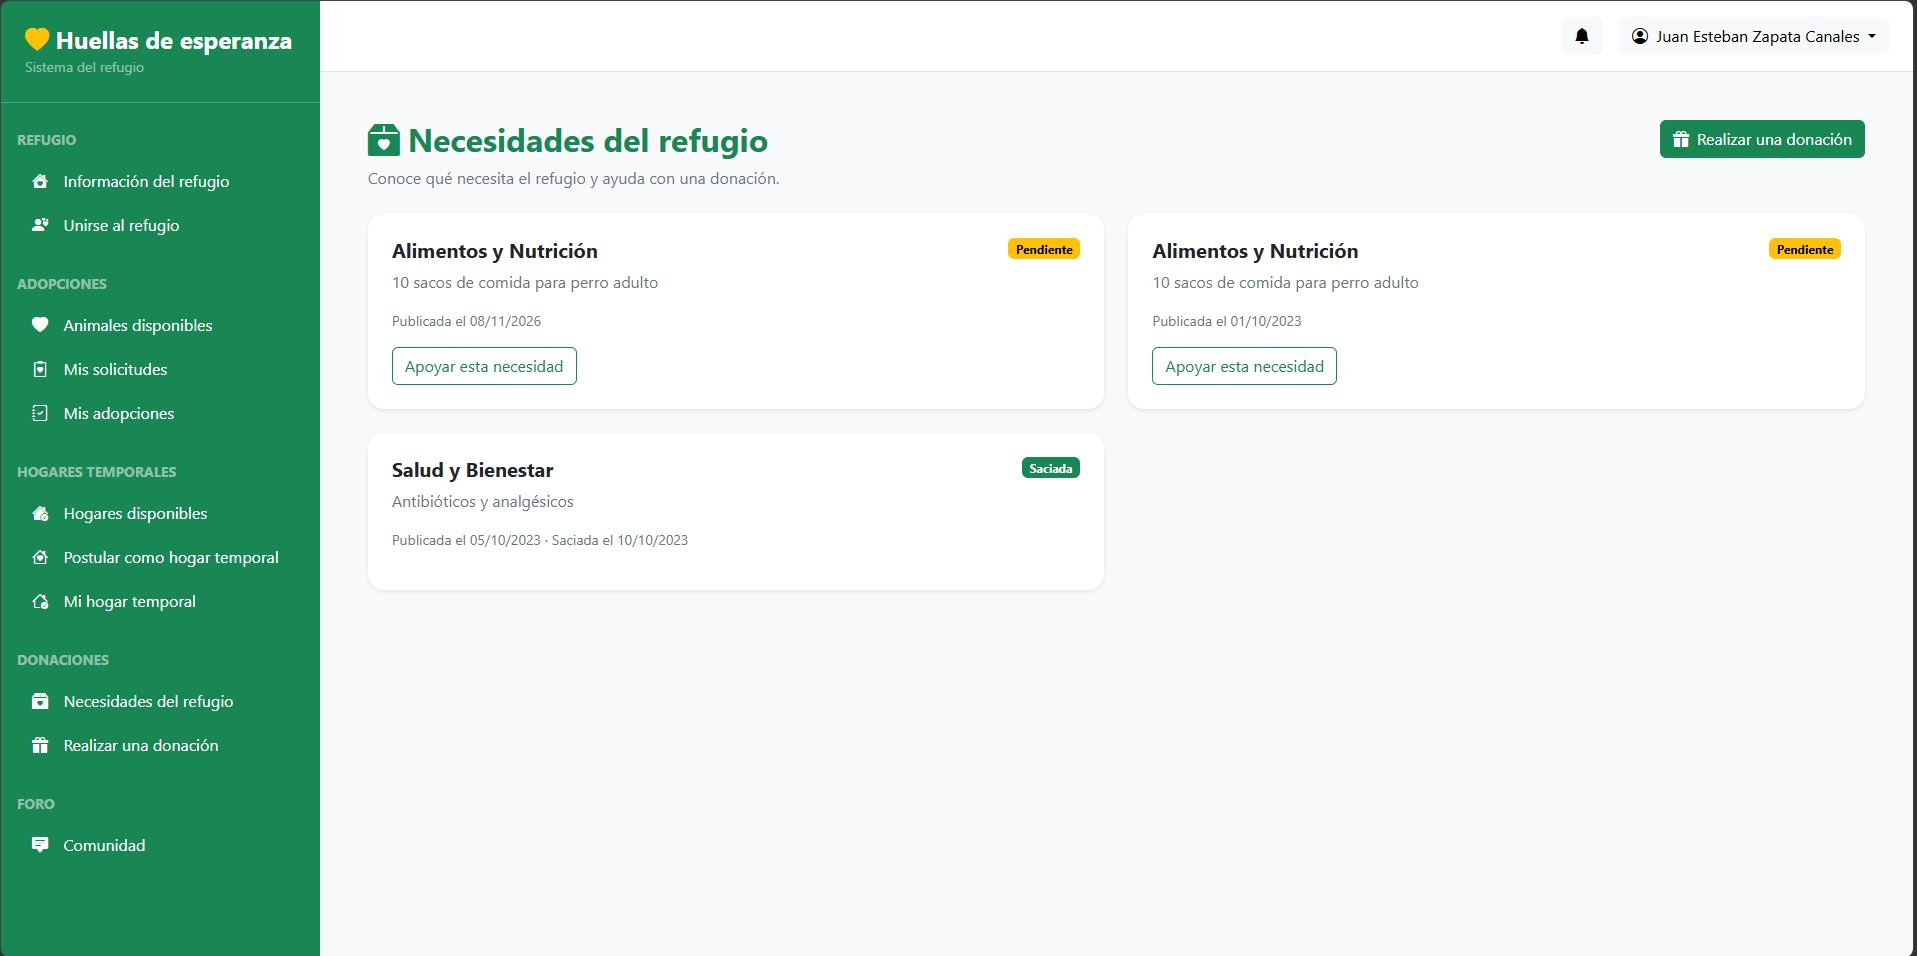 Huellas de esperanza
Sistema del refugio
REFUGIO
Información del refugio
Unirse al refugio
ADOPCIONES
Animales disponibles
Mis solicitudes
Mis adopciones
HOGARES TEMPORALES
Hogares disponibles
Postular como hogar temporal
Mi hogar temporal
DONACIONES
Necesidades del refugio
Realizar una donación
FORO
Comunidad
Juan Esteban Zapata Canales
Necesidades del refugio
Realizar una donación
Conoce qué necesita el refugio y ayuda con una donación.
Alimentos y Nutrición
Pendiente
10 sacos de comida para perro adulto
Publicada el 08/11/2026
Apoyar esta necesidad
Alimentos y Nutrición
Pendiente
10 sacos de comida para perro adulto
Publicada el 01/10/2023
Apoyar esta necesidad
Salud y Bienestar
Saciada
Antibióticos y analgésicos
Publicada el 05/10/2023 · Saciada el 10/10/2023